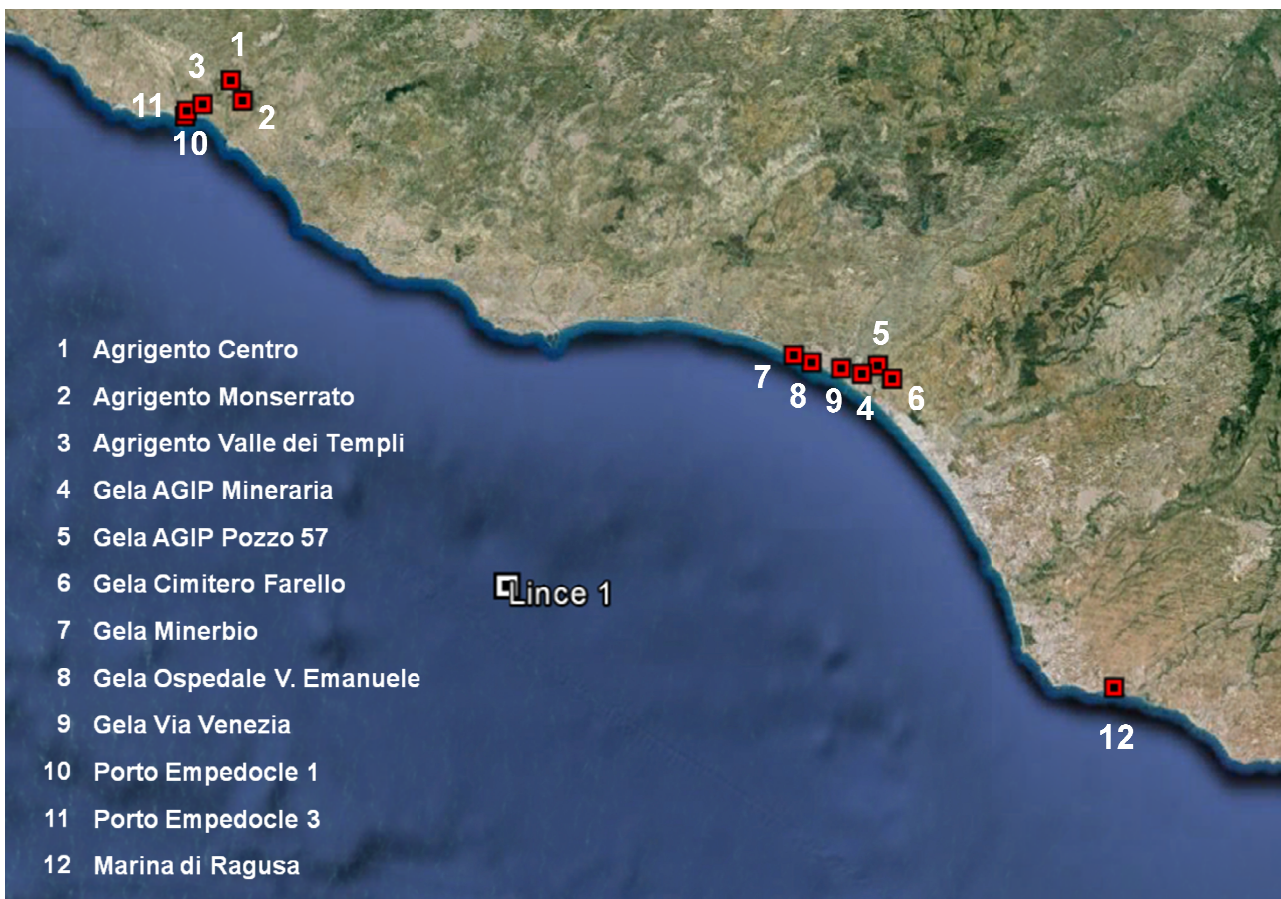 1
3
11
2
10
5
7
8
9
4
6
1 Agrigento Centro
2 Agrigento Monserrato
3 Agrigento Valle dei Templi
4 Gela AGIP Mineraria
5 Gela AGIP Pozzo 57
6 Gela Cimitero Farello
Lince 1
7 Gela Minerbio
8 Gela Ospedale V. Emanuele
9 Gela Via Venezia
12
10 Porto Empedocle 1
11 Porto Empedocle 3
12 Marina di Ragusa